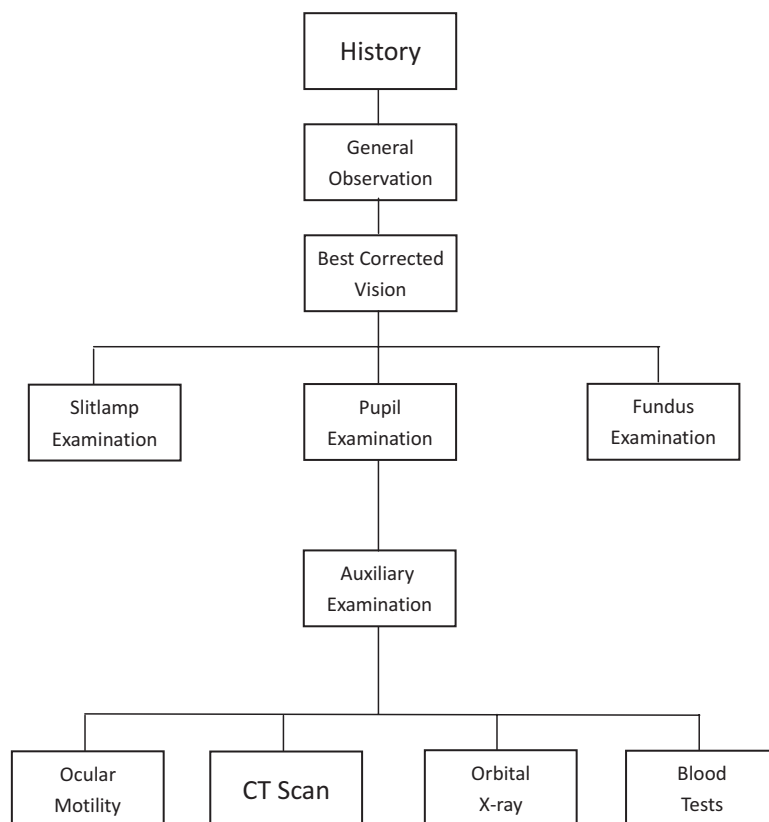 History
General
Observation
Best Corrected
Vision
Slitlamp
Examination
Pupil
Examination
Fundus
Examination
Auxiliary
Examination
Ocular
Motility
CT Scan
Orbital
X-ray
Blood
Tests